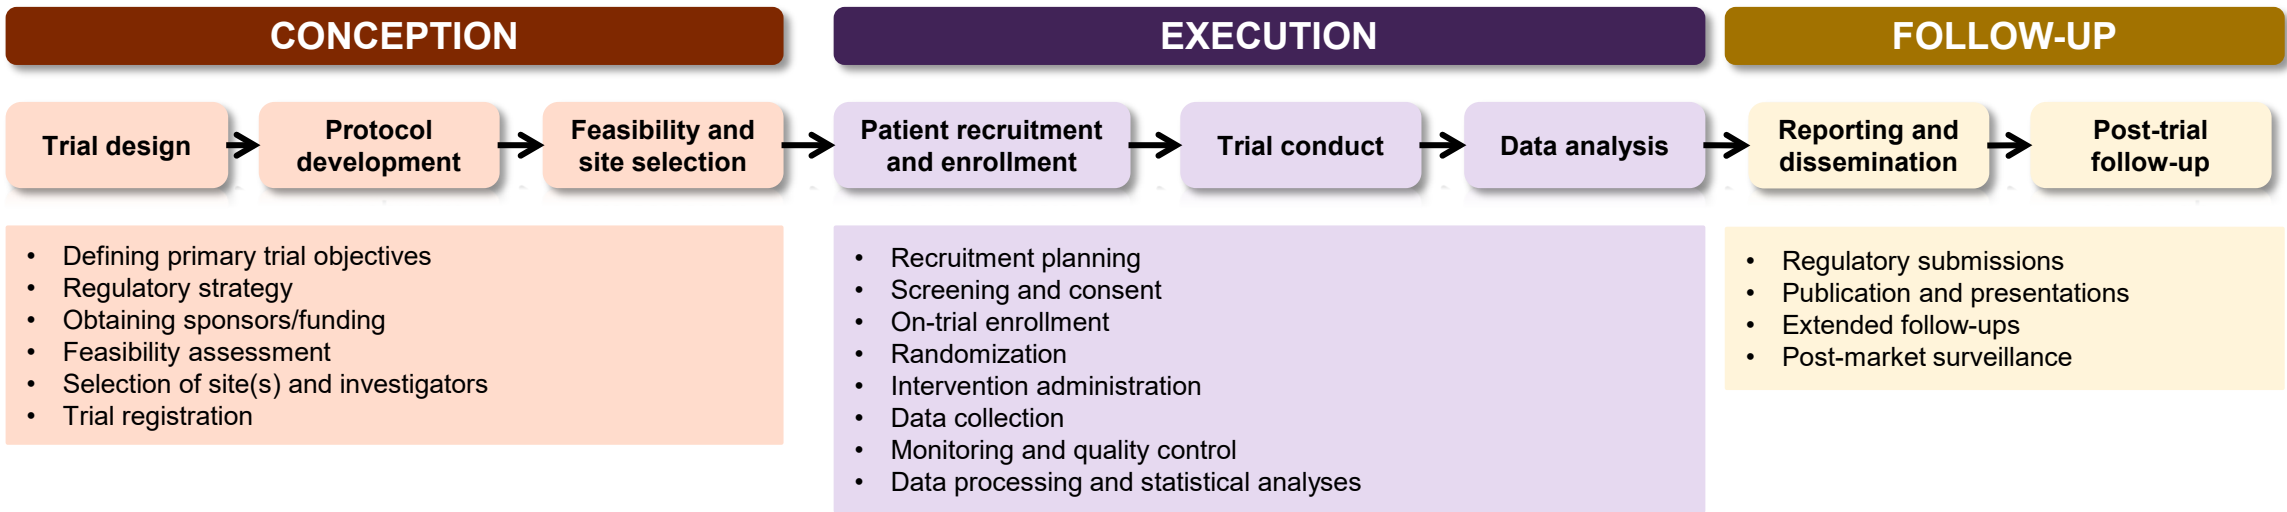 CONCEPTION
EXECUTION
FOLLOW-UP
Trial design
Protocol
development
Feasibility and
site selection
Patient recruitment
and enrollment
Trial conduct
Data analysis
Reporting and
dissemination
Post-trial
follow-up
• Defining primary trial objectives
• Regulatory strategy
• Obtaining sponsors/funding
• Feasibility assessment
• Selection of site(s) and investigators
• Trial registration
• Recruitment planning
• Screening and consent
• On-trial enrollment
• Randomization
• Intervention administration
• Data collection
• Monitoring and quality control
• Data processing and statistical analyses
• Regulatory submissions
• Publication and presentations
• Extended follow-ups
• Post-market surveillance